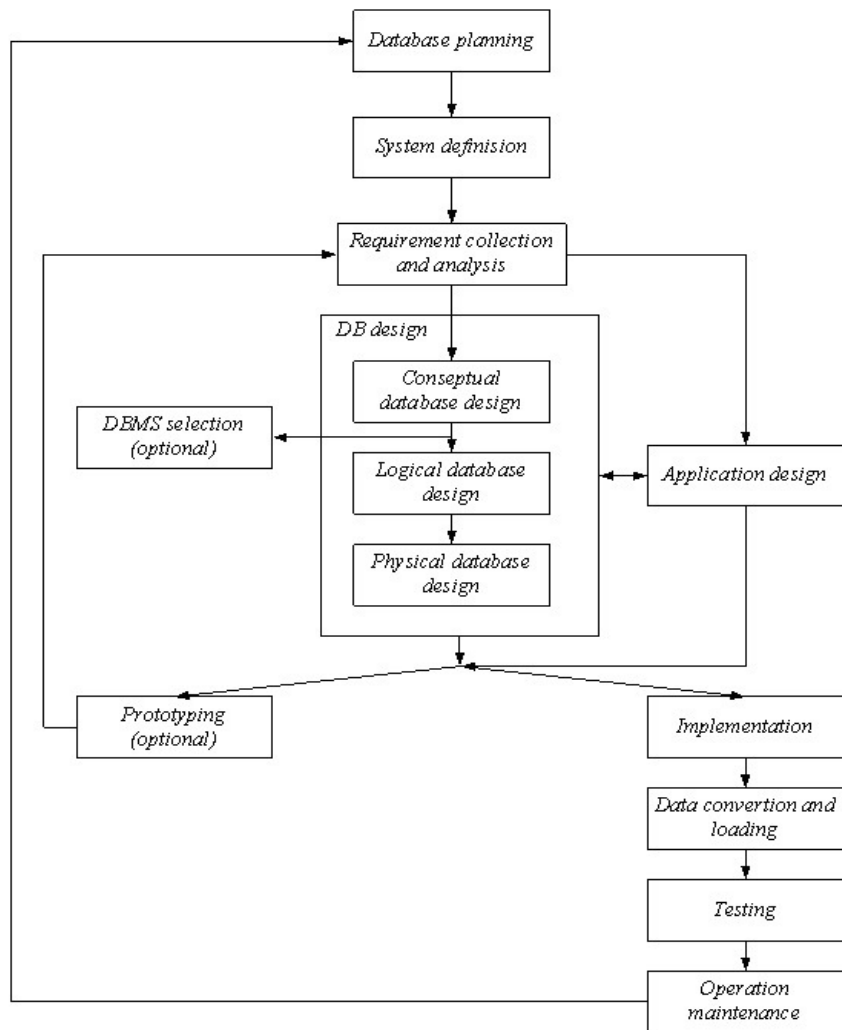 Database planning
System definision
Requirement collection
and analysis
DB design
Conseptual
database design
DBMS selection
(optional)
Logical database
design
Application design
Physical database
design
Prototyping
(optional)
Implementation
Data convertion and
loading
Testing
Operation
maintenance